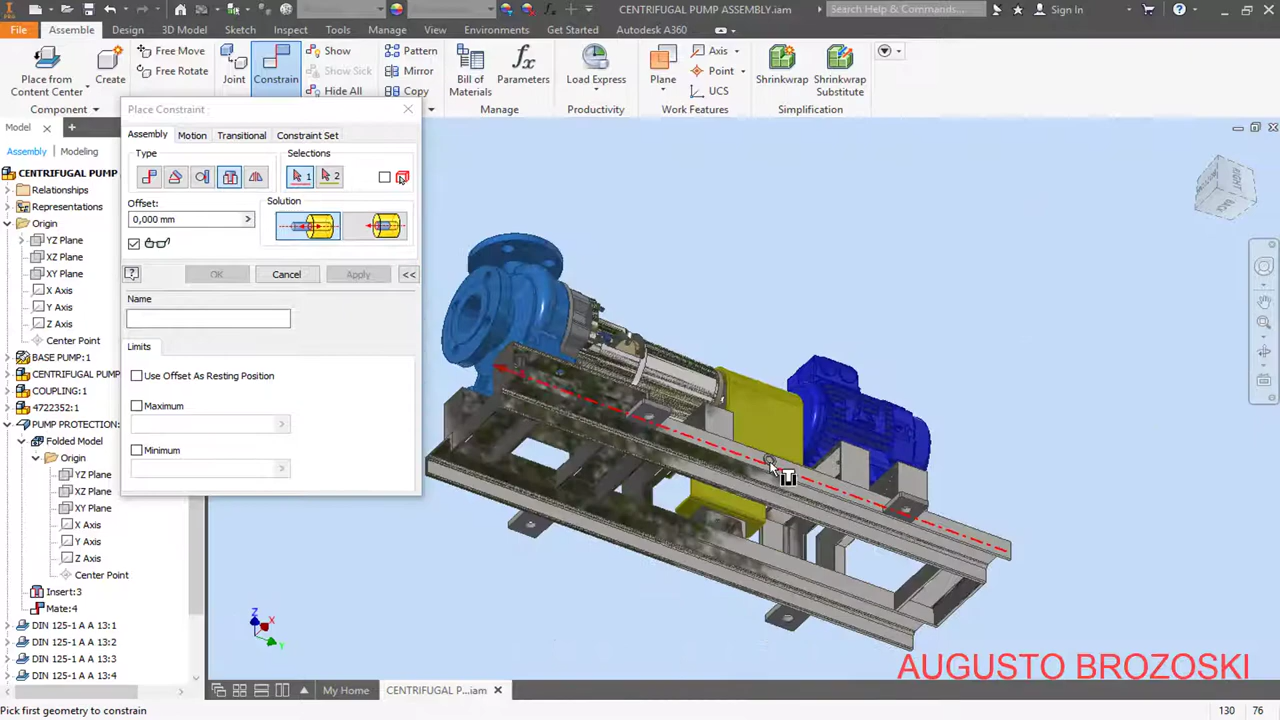 CENTRIFUGAL PUMP ASSEMBLY.iam
Search Help & Commands...
Sign In
File
Assemble
Design
3D Model
Sketch
Inspect
Tools
Manage
View
Environments
Get Started
Autodesk A360
Place from
Content Center
Create
Free Move
Free Rotate
Component
Joint
Constrain
Show
Show Sick
Hide All
Pattern
Mirror
Copy
Bill of
Materials
Parameters
Manage
Load Express
Productivity
Plane
Axis
Point
UCS
Work Features
Shrinkwrap
Shrinkwrap
Substitute
Simplification
Model
Assembly
Modeling
CENTRIFUGAL PUMP
Relationships
Representations
Origin
YZ Plane
XZ Plane
XY Plane
X Axis
Y Axis
Z Axis
Center Point
BASE PUMP:1
CENTRIFUGAL PUMP
COUPLING:1
4722352:1
PUMP PROTECTION:
Folded Model
Origin
YZ Plane
XZ Plane
XY Plane
X Axis
Y Axis
Z Axis
Center Point
Insert:3
Mate:4
DIN 125-1 A A 13:1
DIN 125-1 A A 13:2
DIN 125-1 A A 13:3
DIN 125-1 A A 13:4
Place Constraint
Assembly
Motion
Transitional
Constraint Set
Type
Selections
1
2
Offset:
0,000 mm
Solution
OK
Cancel
Apply
<<
Name
Limits
Use Offset As Resting Position
Maximum
Minimum
RIGHT
BACK
Z
X
Y
My Home
CENTRIFUGAL P...iam
AUGUSTO BROZOSKI
Pick first geometry to constrain
130
76